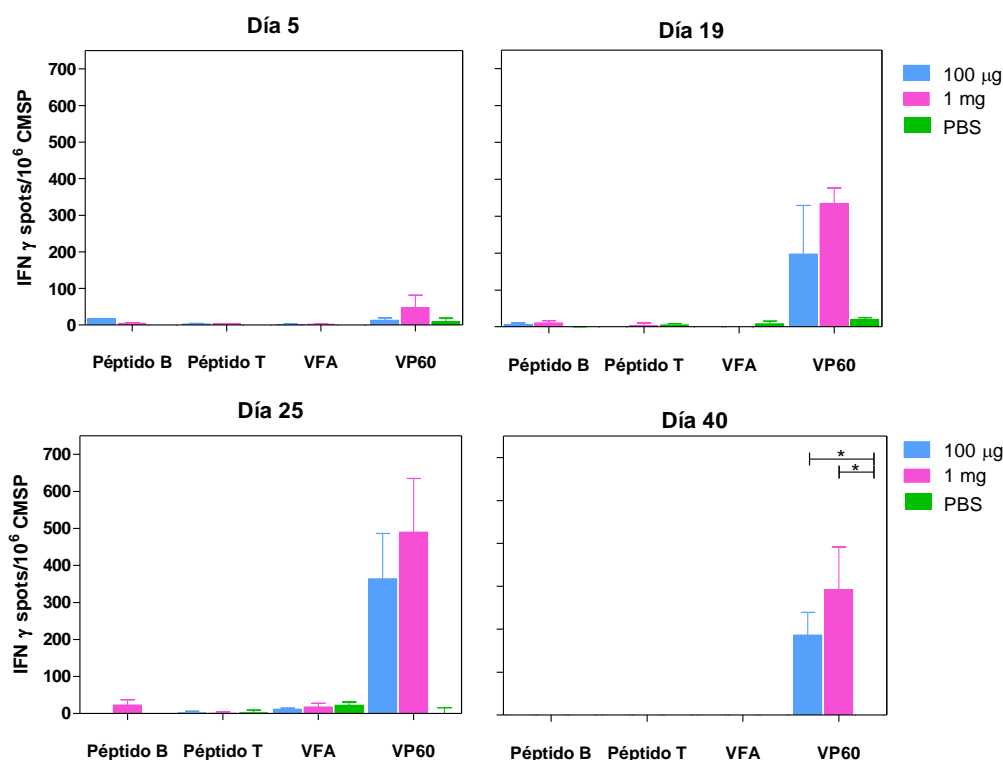 Día 5
IFN γ spots/10⁶ CMSP
700
600
500
400
300
200
100
0
Péptido B Péptido T VFA VP60
Día 19
Péptido B Péptido T VFA VP60
100 μg
1 mg
PBS
Día 25
IFN γ spots/10⁶ CMSP
700
600
500
400
300
200
100
0
Péptido B Péptido T VFA VP60
Día 40
*
*
Péptido B Péptido T VFA VP60
100 μg
1 mg
PBS